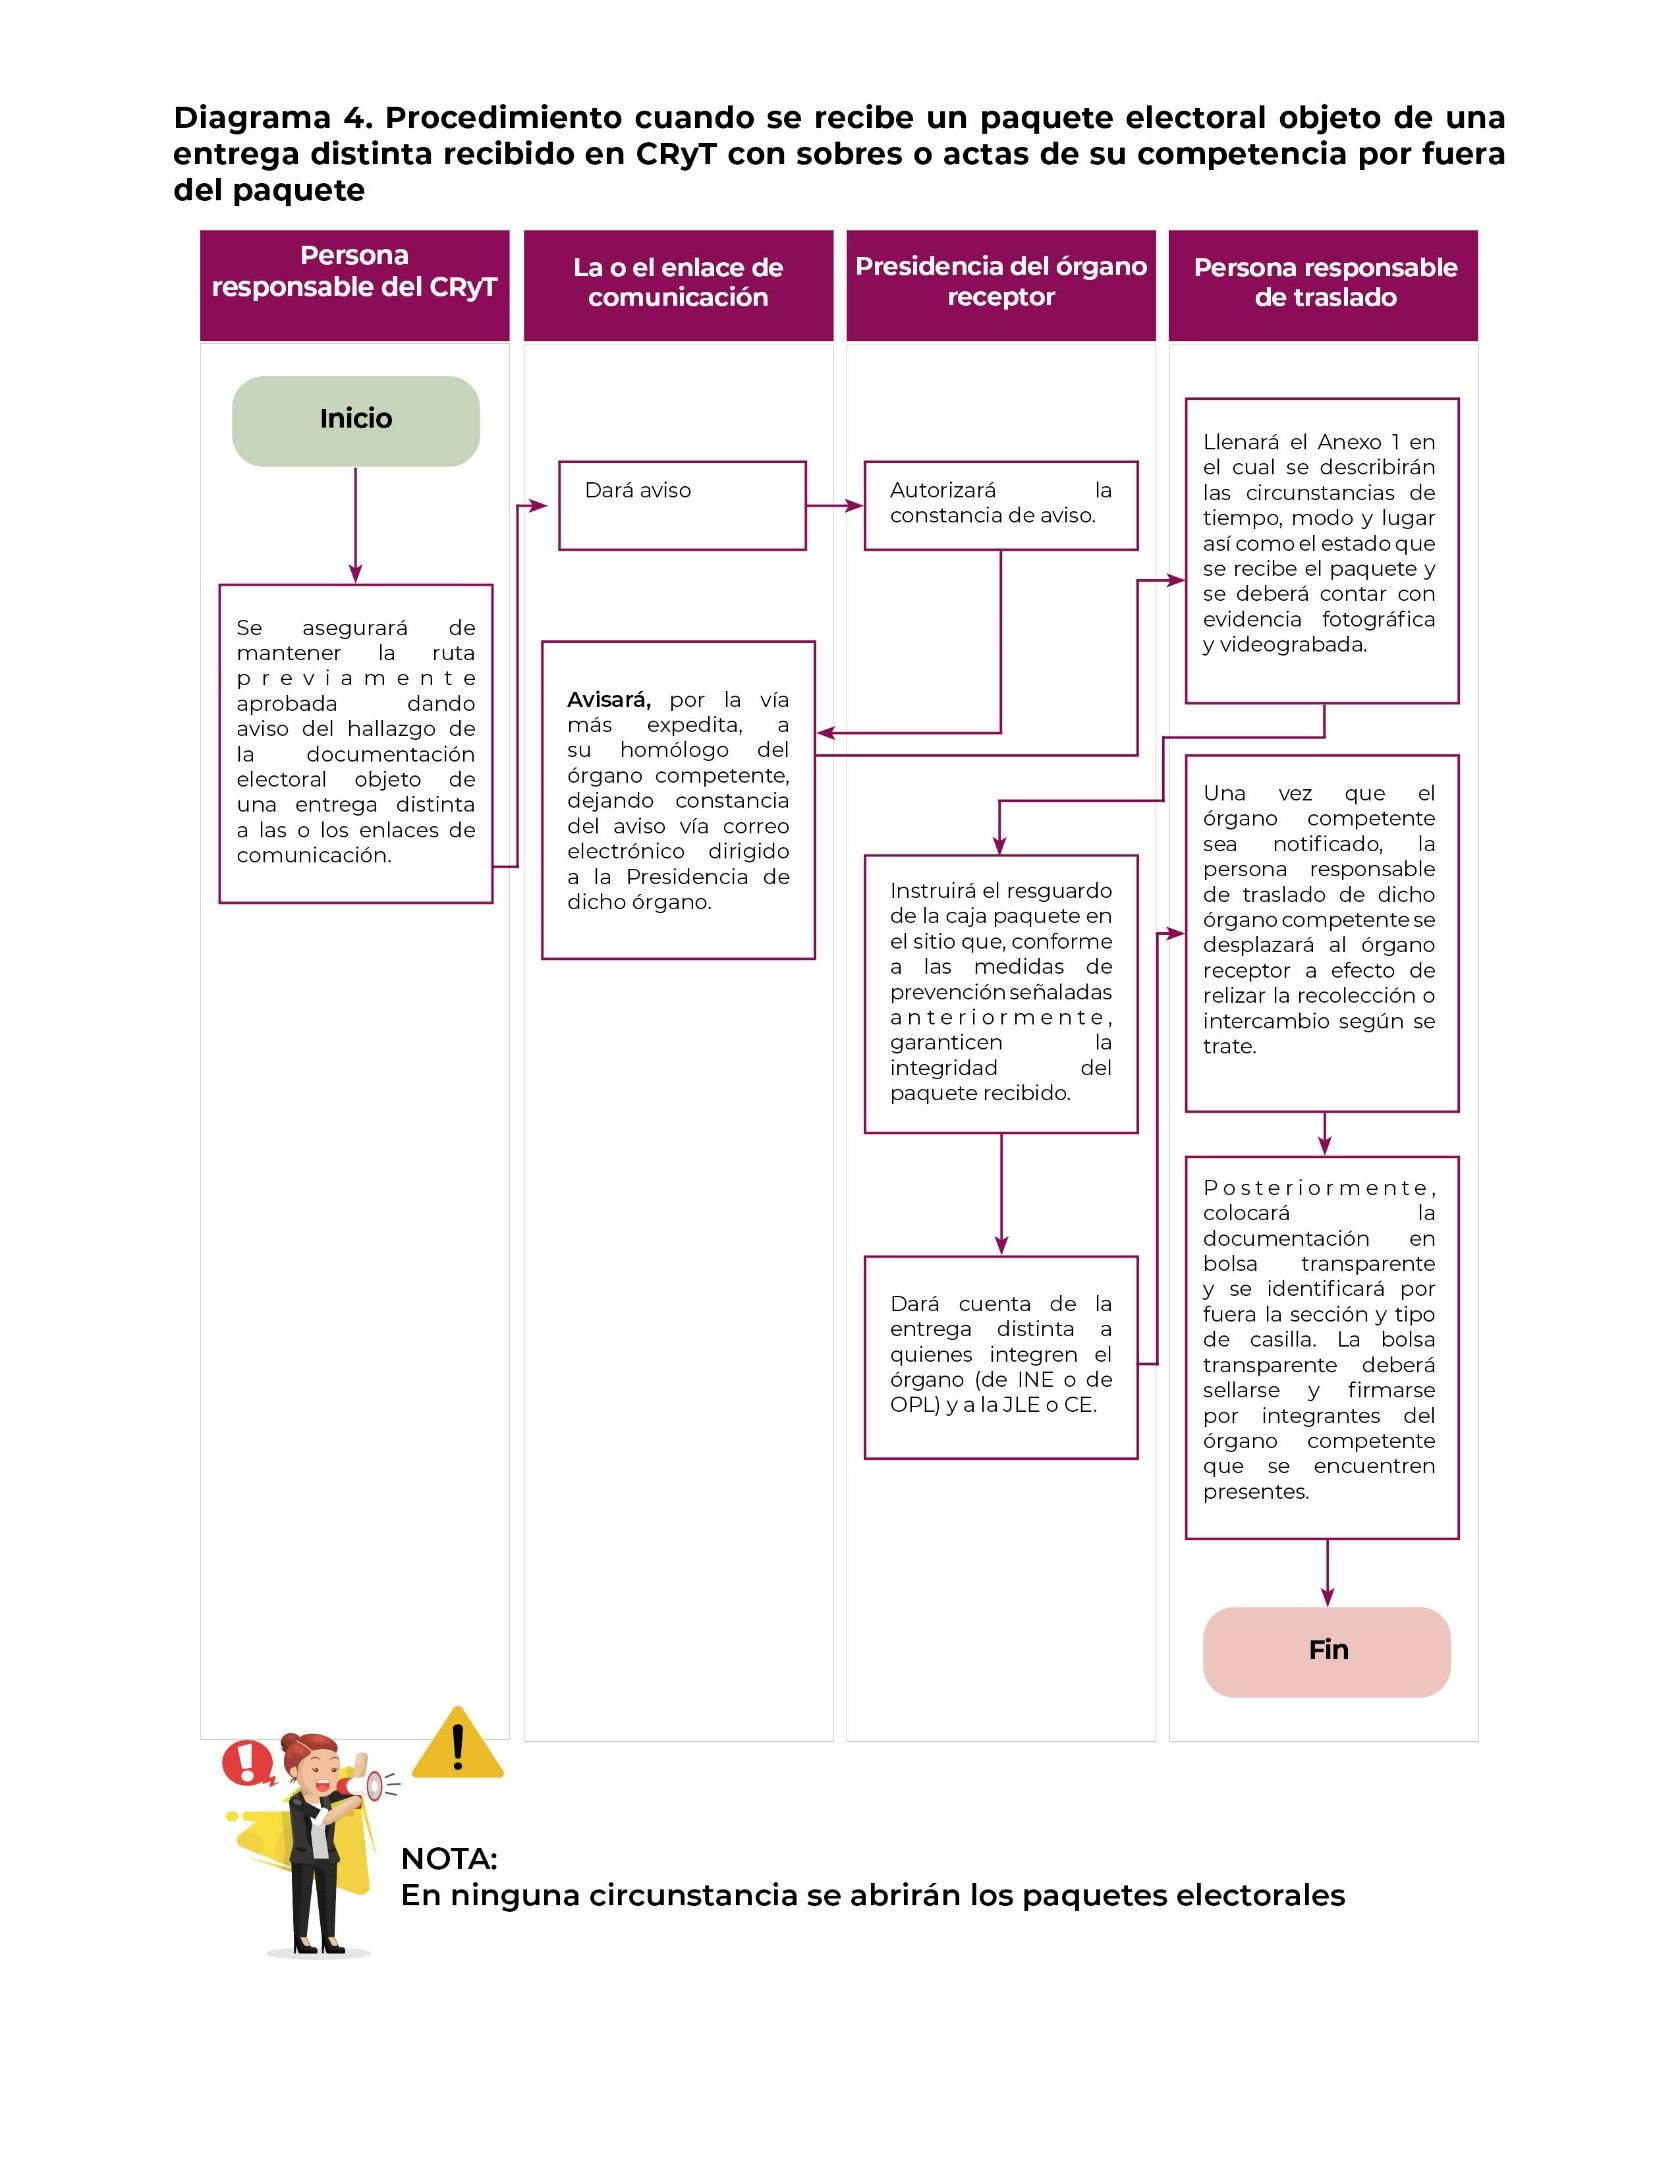 Diagrama 4. Procedimiento cuando se recibe un paquete electoral objeto de una
entrega distinta recibido en CRyT con sobres o actas de su competencia por fuera
del paquete
Persona
responsable del CRyT
La o el enlace de
comunicación
Presidencia del órgano
receptor
Persona responsable
de traslado
Inicio
Se asegurará de
mantener la ruta
previamente
aprobada dando
aviso del hallazgo de
la documentación
electoral objeto de
una entrega distinta
a las o los enlaces de
comunicación.
Dará aviso
Autorizará la
constancia de aviso.
Avisará, por la vía
más expedita, a
su homólogo del
órgano competente,
dejando constancia
del aviso vía correo
electrónico dirigido
a la Presidencia de
dicho órgano.
Llenará el Anexo 1 en
el cual se describirán
las circunstancias de
tiempo, modo y lugar
así como el estado que
se recibe el paquete y
se deberá contar con
evidencia fotográfica
y videograbada.
Instruirá el resguardo
de la caja paquete en
el sitio que, conforme
a las medidas de
prevención señaladas
anteriormente,
garanticen la
integridad del
paquete recibido.
Dará cuenta de la
entrega distinta a
quienes integren el
órgano (de INE o de
OPL) y a la JLE o CE.
Una vez que el
órgano competente
sea notificado, la
persona responsable
de traslado de dicho
órgano competente se
desplazará al órgano
receptor a efecto de
relizar la recolección o
intercambio según se
trate.
Posteriormente,
colocará la
documentación en
bolsa transparente
y se identificará por
fuera la sección y tipo
de casilla. La bolsa
transparente deberá
sellarse y firmarse
por integrantes del
órgano competente
que se encuentren
presentes.
Fin
NOTA:
En ninguna circunstancia se abrirán los paquetes electorales